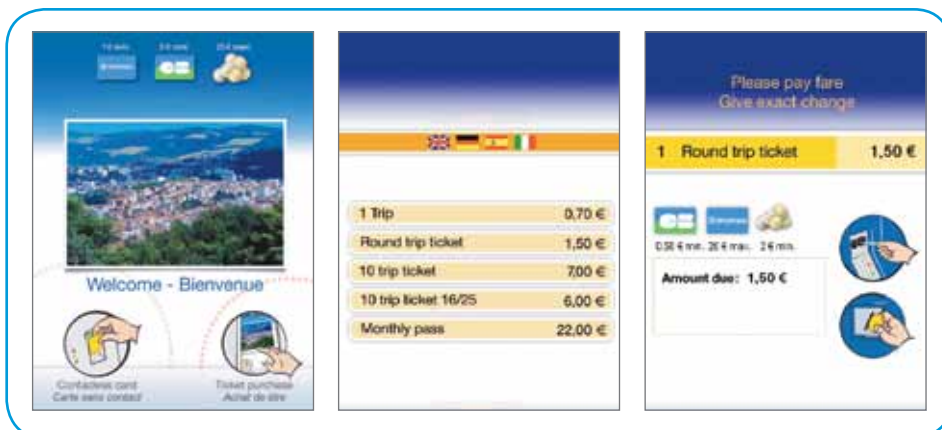 Welcome - Bienvenue
Contactless card
Carte sans contact
Ticket purchase
Achat de titre
1 Trip 0,70 €
Round trip ticket 1,50 €
10 trip ticket 7,00 €
10 trip ticket 16/25 6,00 €
Monthly pass 22,00 €
Please pay fare
Give exact change
1 Round trip ticket 1,50 €
Amount due: 1,50 €